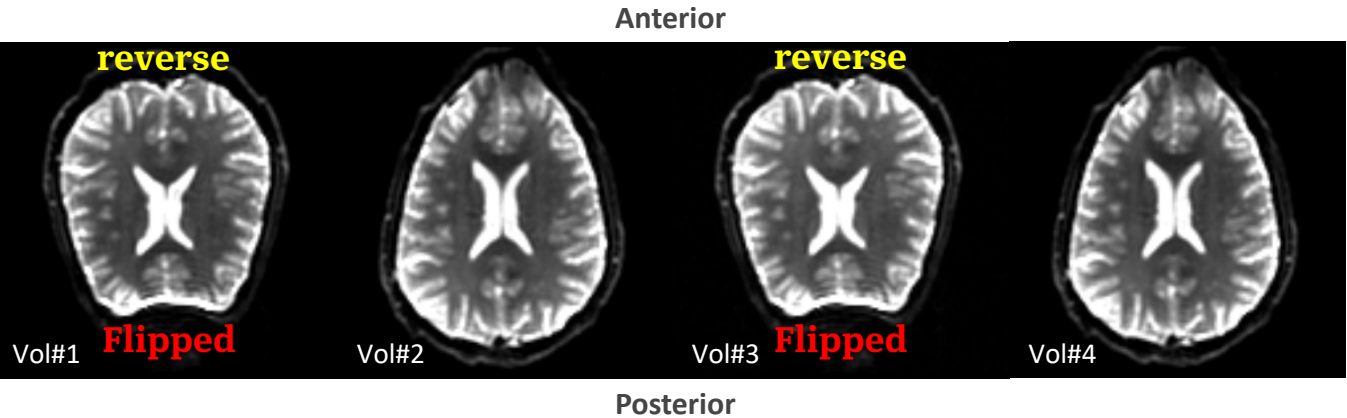 Anterior
reverse
reverse
Vol#1
Flipped
Vol#2
Vol#3
Flipped
Vol#4
Posterior